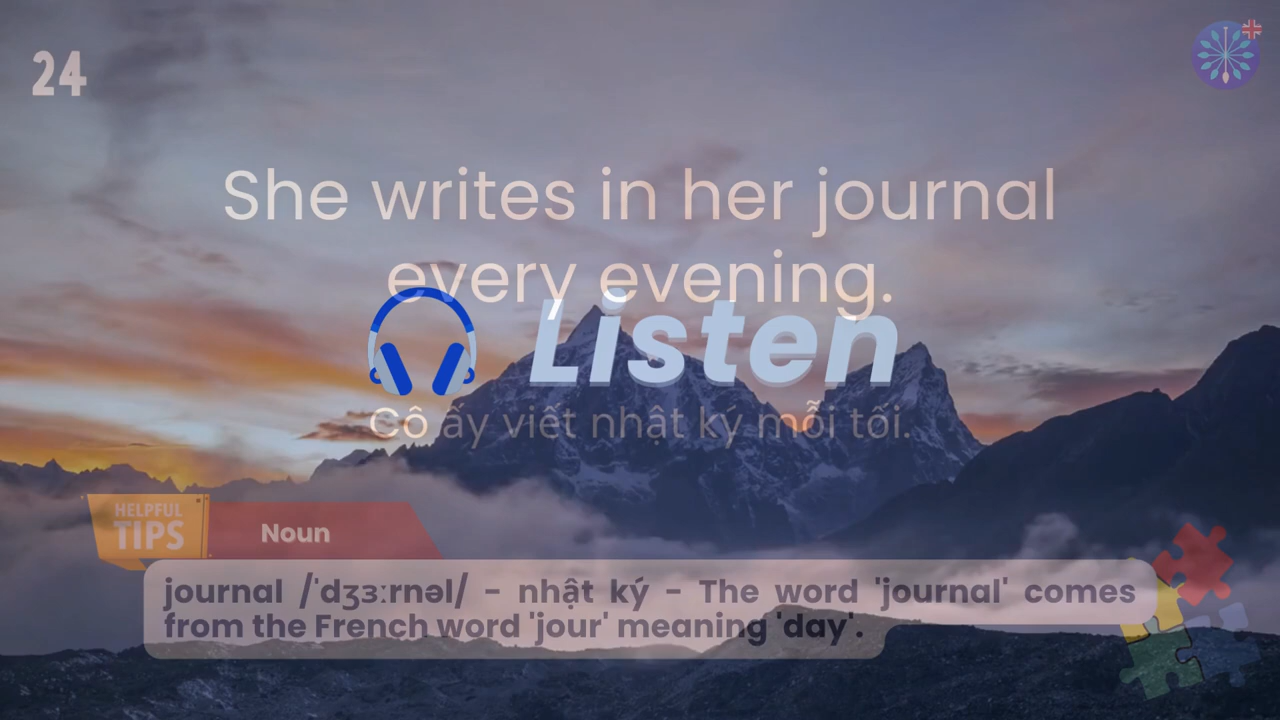 24
She writes in her journal
every evening.
Listen
Cô ấy viết nhật ký mỗi tối.
HELPFUL
TIPS
Noun
journal /ˈdʒɜːrnəl/ - nhật ký - The word 'journal' comes
from the French word 'jour' meaning 'day'.